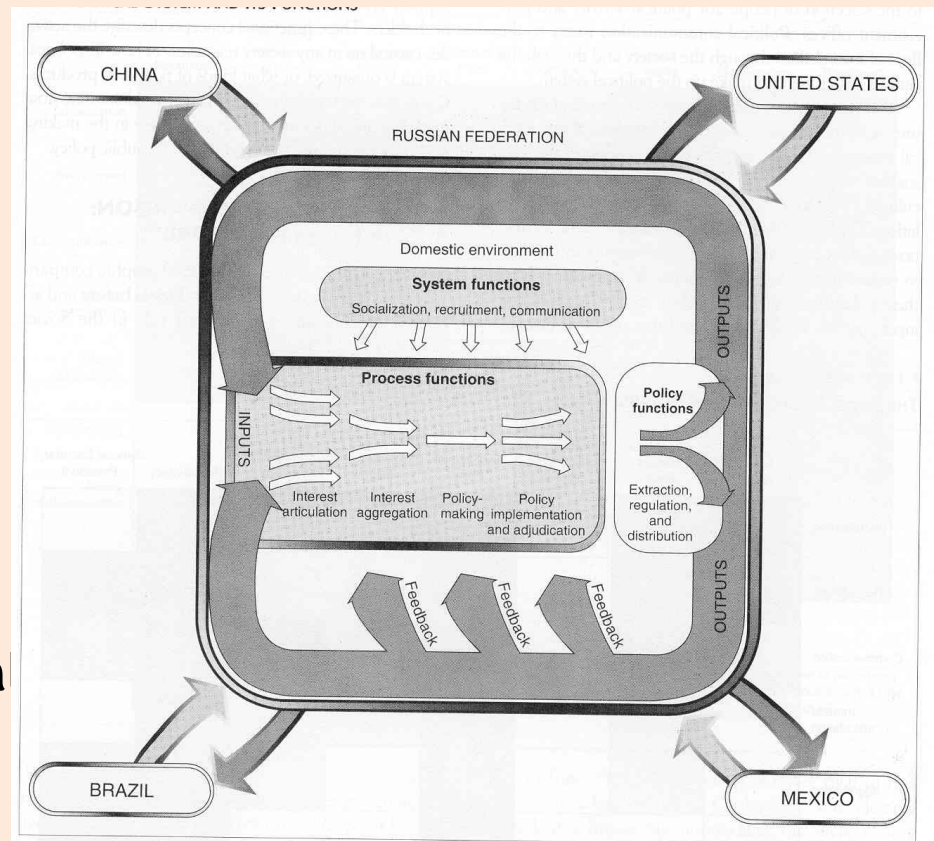 CHINA
UNITED STATES
RUSSIAN FEDERATION
Domestic environment
System functions
Socialization, recruitment, communication
Process functions
INPUTS
Interest
articulation
Interest
aggregation
Policy-
making
Policy
implementation
and adjudication
Policy
functions
Extraction,
regulation,
and
distribution
OUTPUTS
OUTPUTS
Feedback
Feedback
Feedback
BRAZIL
MEXICO